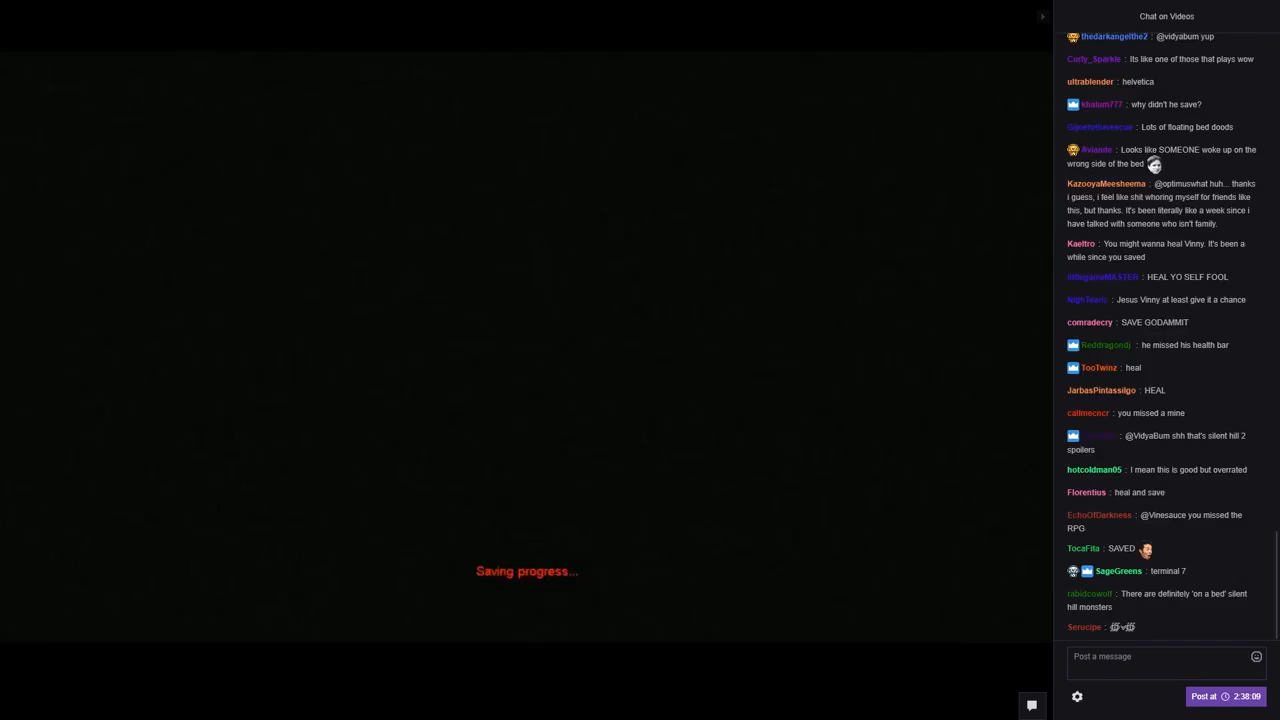 Chat on Videos
thedarkangelthe2 : @vidyabum yup
Curly_Sparkle : Its like one of those that plays wow
ultrablender : helvetica
khalum777 : why didn't he save?
: Lots of floating bed doods
Aviande : Looks like SOMEONE woke up on the
wrong side of the bed
KazooyaMeesheema : @optimuswhat huh... thanks
i guess, i feel like shit whoring myself for friends like
this, but thanks. It's been literally like a week since i
have talked with someone who isn't family.
Kaeltro : You might wanna heal Vinny. It's been a
while since you saved
littlegameMASTER : HEAL YO SELF FOOL
: Jesus Vinny at least give it a chance
comradecry : SAVE GODAMMIT
Reddragondj : he missed his health bar
TooTwinz : heal
JarbasPintassilgo : HEAL
callmecncr : you missed a mine
: @VidyaBum shh that's silent hill 2
spoilers
hotcoldman05 : I mean this is good but overrated
Florentius : heal and save
EchoOfDarkness : @Vinesauce you missed the
RPG
TocaFita : SAVED
Saving progress...
SageGreens : terminal 7
rabidcowolf : There are definitely 'on a bed' silent
hill monsters
Serucipe :
Post a message
Post at 2:38:09